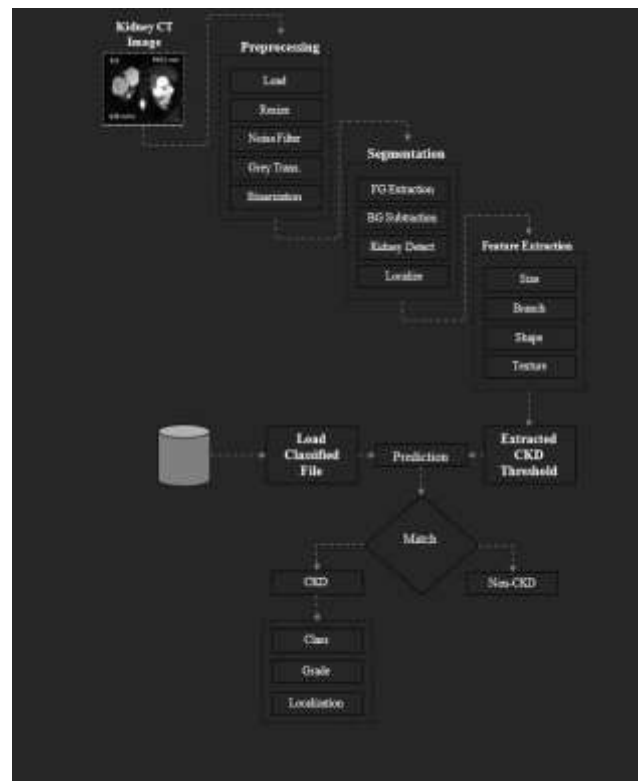 Kidney CT
Image
Preprocessing
Load
Resize
Noise Filter
Grey Trans.
Binarization
Segmentation
FG Extraction
BG Subtraction
Kidney Detect
Localize
Feature Extraction
Size
Branch
Shape
Texture
Load
Classified
File
Prediction
Extracted
CKD
Threshold
Match
CKD
Non-CKD
Class
Grade
Localization